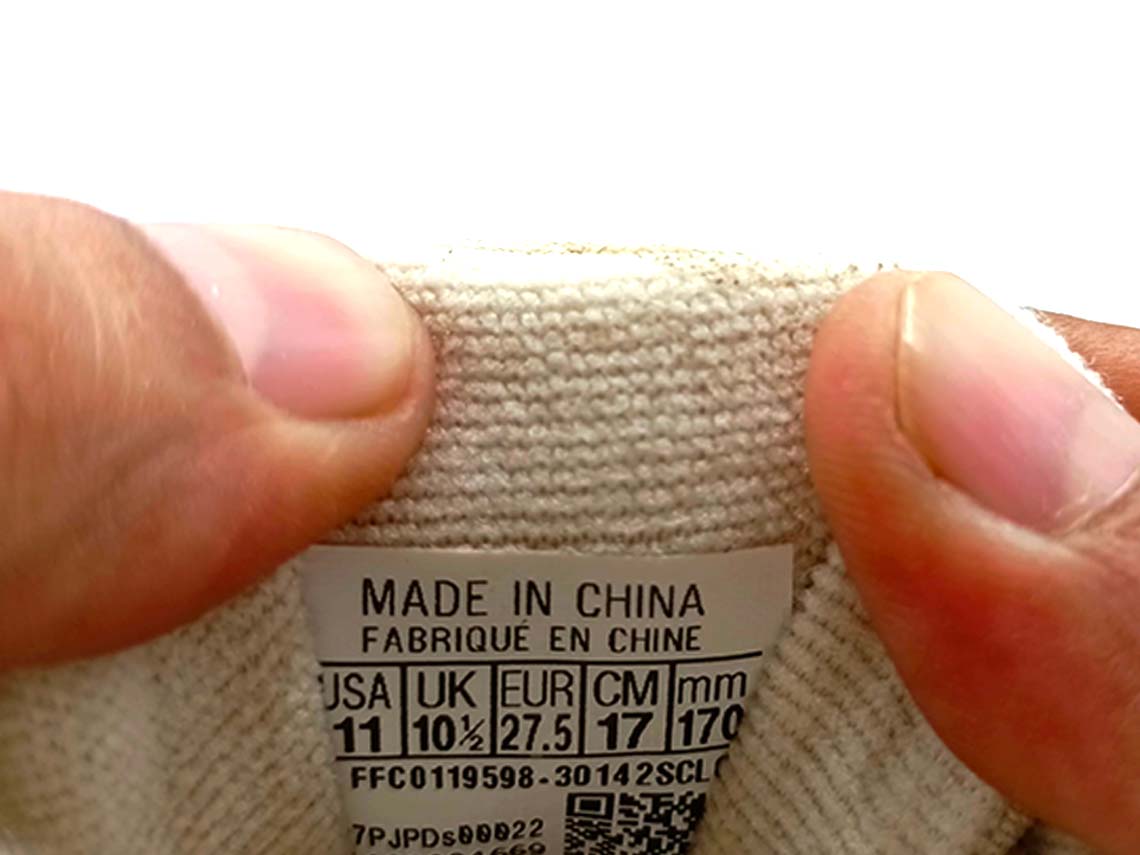 MADE IN CHINA
FABRIQUÉ EN CHINE
USA UK EUR CM mm
11 10½ 27.5 17 170
FFC0119598-30142SCL
7PJPDs00022